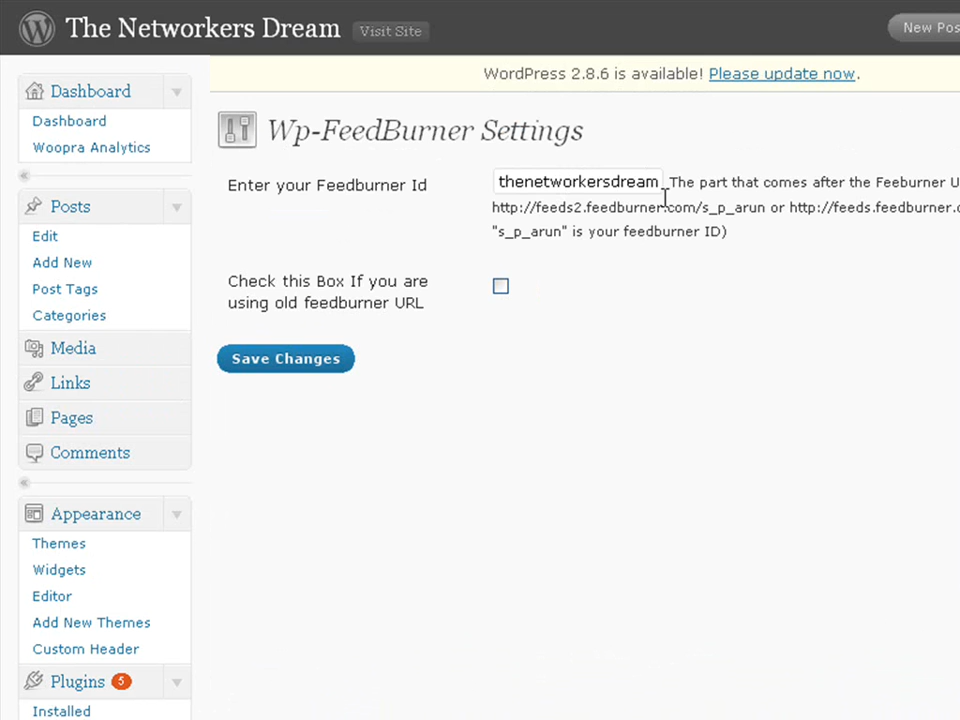 The Networkers Dream
Visit Site
New Pos
WordPress 2.8.6 is available! Please update now.
Dashboard
Dashboard
Woopra Analytics
Posts
Edit
Add New
Post Tags
Categories
Media
Links
Pages
Comments
Appearance
Themes
Widgets
Editor
Add New Themes
Custom Header
Plugins 5
Installed
Wp-FeedBurner Settings
Enter your Feedburner Id
thenetworkersdream
The part that comes after the Feeburner U
http://feeds2.feedburner.com/s_p_arun or http://feeds.feedburner.c
"s_p_arun" is your feedburner ID)
Check this Box If you are
using old feedburner URL
Save Changes